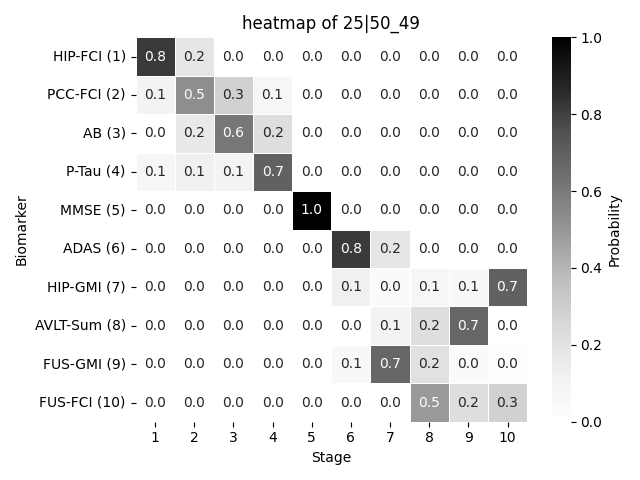 heatmap of 25|50_49
HIP-FCI (1) 0.8 0.2 0.0 0.0 0.0 0.0 0.0 0.0 0.0 0.0
PCC-FCI (2) 0.1 0.5 0.3 0.1 0.0 0.0 0.0 0.0 0.0 0.0
AB (3) 0.0 0.2 0.6 0.2 0.0 0.0 0.0 0.0 0.0 0.0
P-Tau (4) 0.1 0.1 0.1 0.7 0.0 0.0 0.0 0.0 0.0 0.0
MMSE (5) 0.0 0.0 0.0 0.0 1.0 0.0 0.0 0.0 0.0 0.0
ADAS (6) 0.0 0.0 0.0 0.0 0.0 0.8 0.2 0.0 0.0 0.0
HIP-GMI (7) 0.0 0.0 0.0 0.0 0.0 0.1 0.0 0.1 0.1 0.7
AVLT-Sum (8) 0.0 0.0 0.0 0.0 0.0 0.0 0.1 0.2 0.7 0.0
FUS-GMI (9) 0.0 0.0 0.0 0.0 0.0 0.1 0.7 0.2 0.0 0.0
FUS-FCI (10) 0.0 0.0 0.0 0.0 0.0 0.0 0.0 0.5 0.2 0.3
1 2 3 4 5 6 7 8 9 10
Stage
Biomarker
1.0
0.8
0.6
0.4
0.2
0.0
Probability